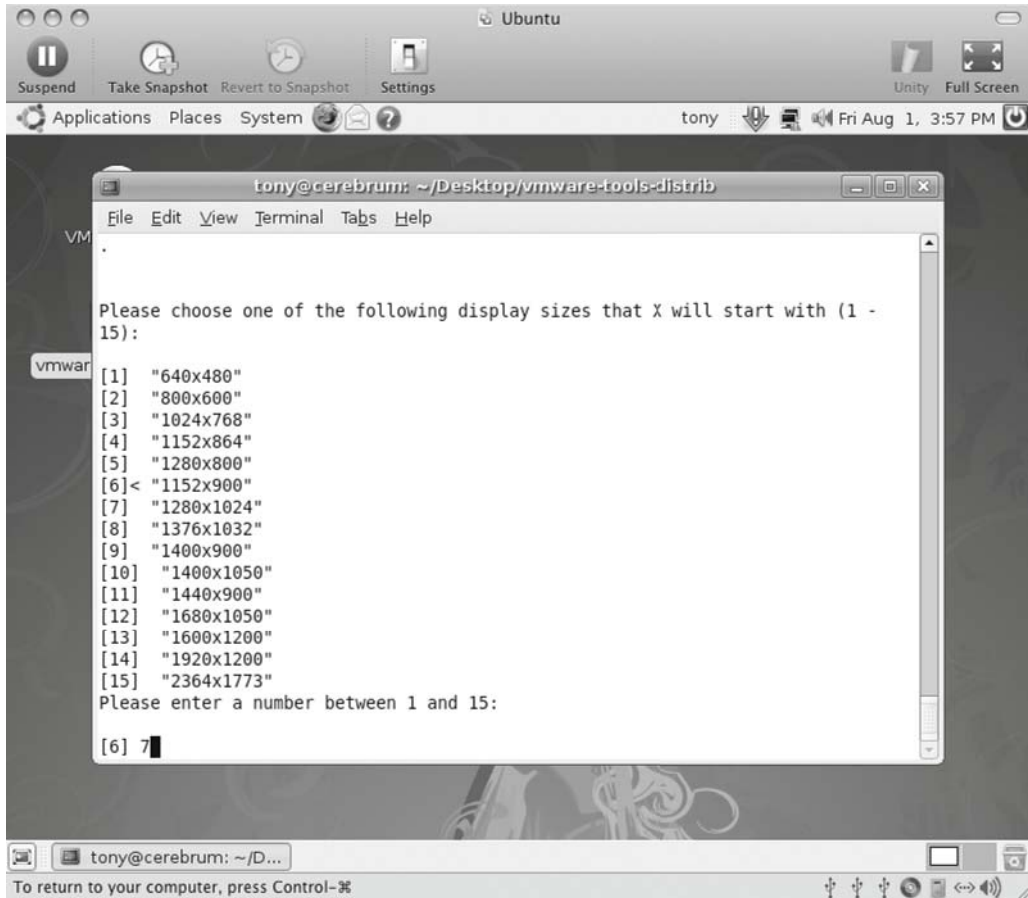 Ubuntu
Suspend Take Snapshot Revert to Snapshot Settings Unity Full Screen
Applications Places System tony Fri Aug 1, 3:57 PM
tony@cerebrum: ~/Desktop/vmware-tools-distrib
File Edit View Terminal Tabs Help
VM
.
Please choose one of the following display sizes that X will start with (1 -
15):
vmwar
[1] "640x480"
[2] "800x600"
[3] "1024x768"
[4] "1152x864"
[5] "1280x800"
[6]< "1152x900"
[7] "1280x1024"
[8] "1376x1032"
[9] "1400x900"
[10] "1400x1050"
[11] "1440x900"
[12] "1680x1050"
[13] "1600x1200"
[14] "1920x1200"
[15] "2364x1773"
Please enter a number between 1 and 15:
[6] 7
tony@cerebrum: ~/D...
To return to your computer, press Control-⌘